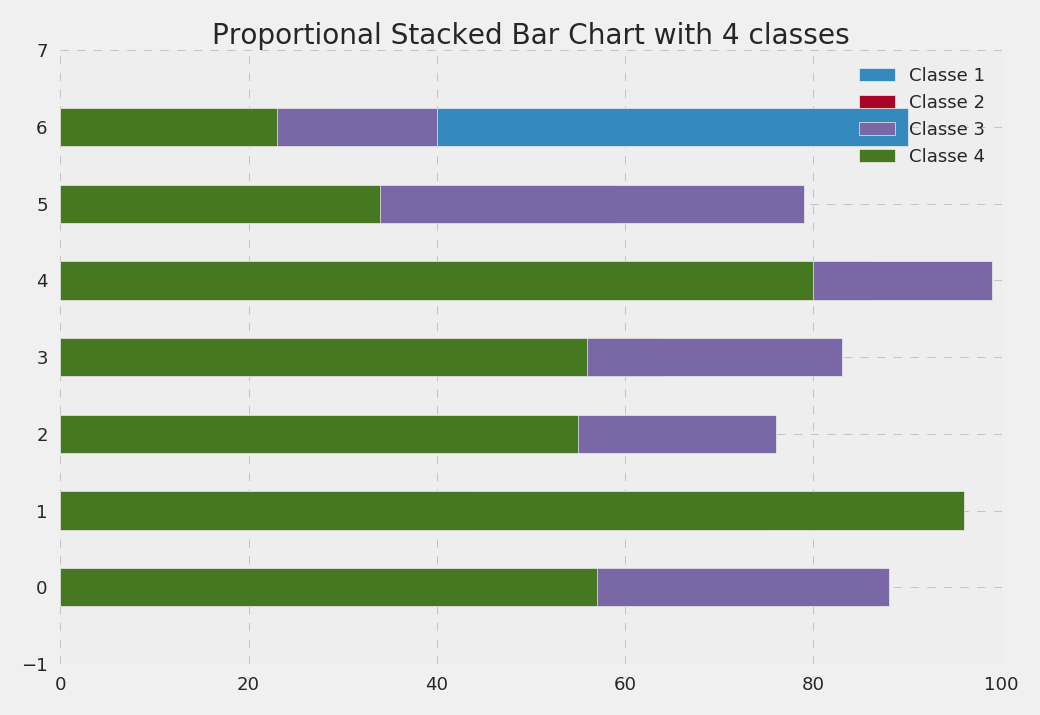 Proportional Stacked Bar Chart with 4 classes
7
6
5
4
3
2
1
0
−1
0 20 40 60 80 100
Classe 1
Classe 2
Classe 3
Classe 4